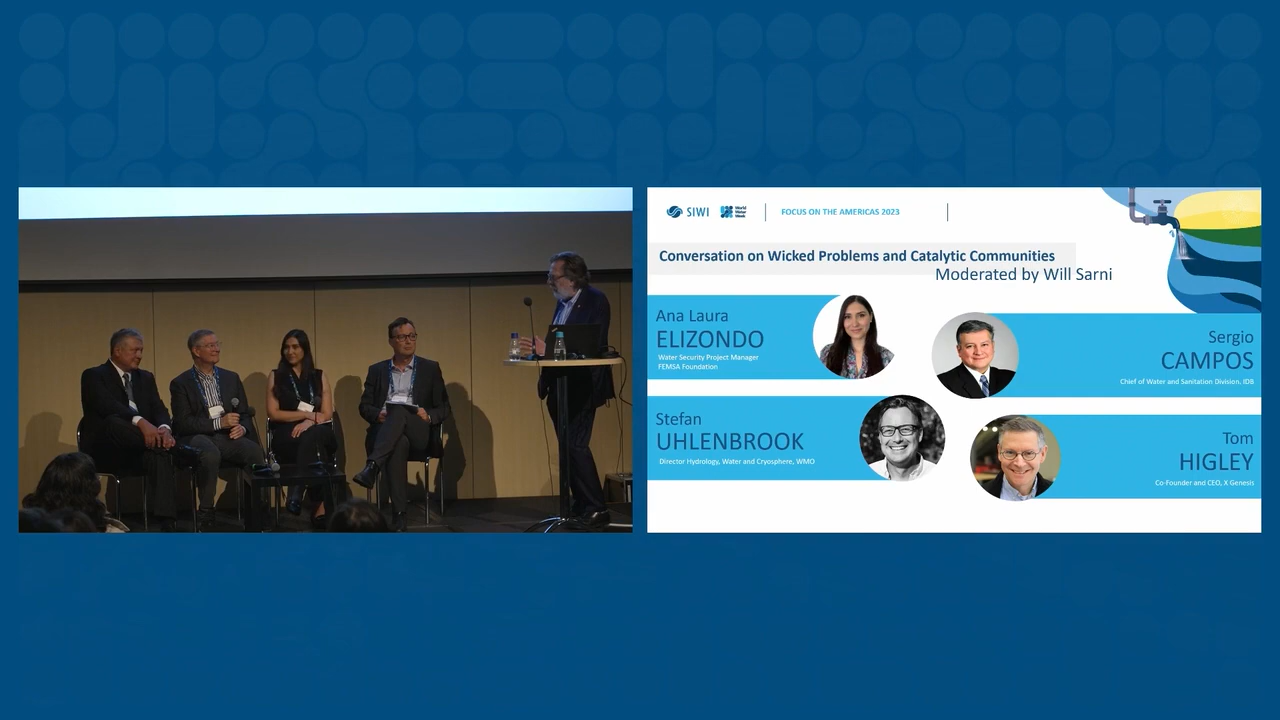 SIWI
World
Water
Week
FOCUS ON THE AMERICAS 2023
Conversation on Wicked Problems and Catalytic Communities
Moderated by Will Sarni
Ana Laura
ELIZONDO
Water Security Project Manager
FEMSA Foundation
Sergio
CAMPOS
Chief of Water and Sanitation Division, IDB
Stefan
UHLENBROOK
Director Hydrology, Water and Cryosphere, WMO
Tom
HIGLEY
Co-Founder and CEO, X Genesis